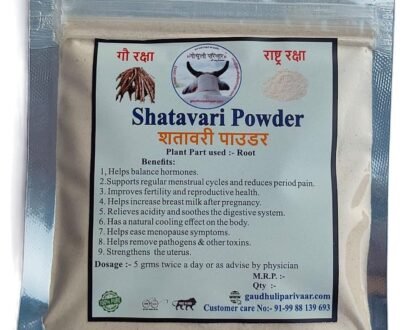 गौ रक्षा
राष्ट्र रक्षा
Shatavari Powder
शतावरी पाउडर
Plant Part used :- Root
Benefits:
1, Helps balance hormones.
2.Supports regular menstrual cycles and reduces period pain.
3. Improves fertility and reproductive health.
4. Helps increase breast milk after pregnancy.
5. Relieves acidity and soothes the digestive system.
6. Has a natural cooling effect on the body.
7. Helps ease menopause symptoms.
8. Helps remove pathogens & other toxins.
9. Strengthens the uterus.
Dosage :- 5 grms twice a day or as advise by physician
M.R.P. :-
Qty :-
gaudhuliparivaar.com
Customer care No:- 91-99 88 139 693